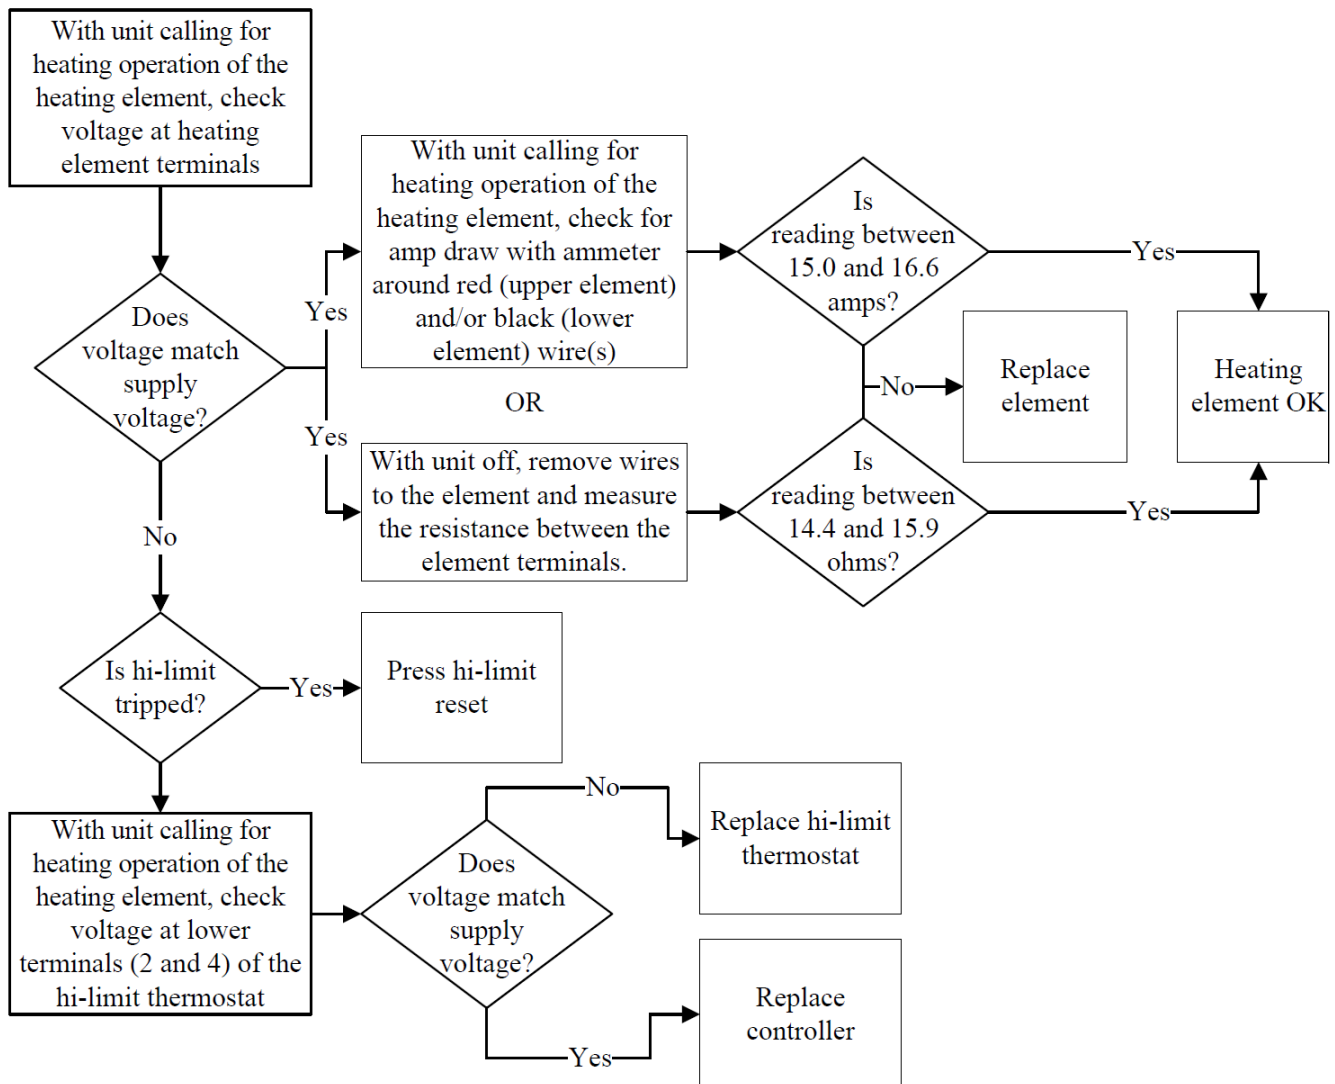 With unit calling for
heating operation of the
heating element, check
voltage at heating
element terminals
Does
voltage match
supply
voltage?
Yes
With unit calling for
heating operation of the
heating element, check for
amp draw with ammeter
around red (upper element)
and/or black (lower
element) wire(s)
Is
reading between
15.0 and 16.6
amps?
Yes
OR
Yes
With unit off, remove wires
to the element and measure
the resistance between the
element terminals.
Is
reading between
14.4 and 15.9
ohms?
Yes
No
Replace
element
Heating
element OK
No
Is hi-limit
tripped?
Yes
Press hi-limit
reset
With unit calling for
heating operation of the
heating element, check
voltage at lower
terminals (2 and 4) of the
hi-limit thermostat
Does
voltage match
supply
voltage?
No
Replace hi-limit
thermostat
Yes
Replace
controller